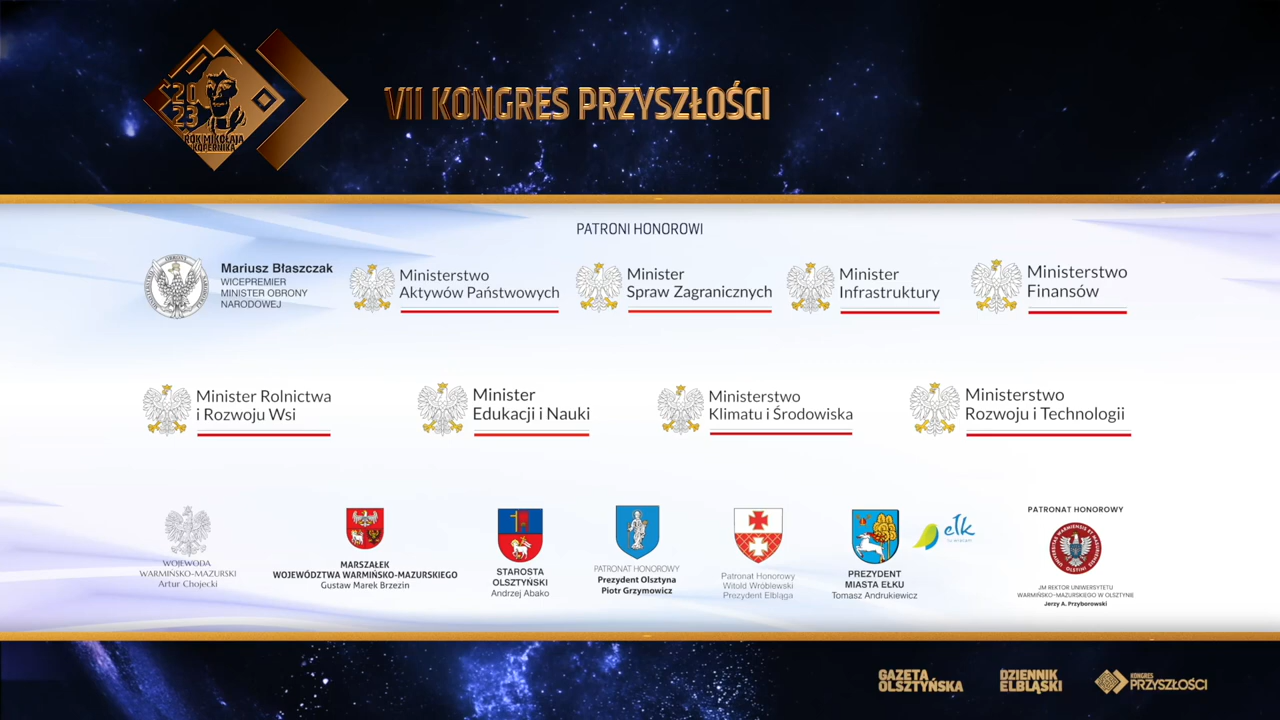 20
23
ROK MIKOŁAJA
KOPERNIKA
VII KONGRES PRZYSZŁOŚCI
PATRONI HONOROWI
Mariusz Błaszczak
WICEPREMIER
MINISTER OBRONY
NARODOWEJ
Ministerstwo
Aktywów Państwowych
Minister
Spraw Zagranicznych
Minister
Infrastruktury
Ministerstwo
Finansów
Minister Rolnictwa
i Rozwoju Wsi
Minister
Edukacji i Nauki
Ministerstwo
Klimatu i Środowiska
Ministerstwo
Rozwoju i Technologii
WOJEWODA
WARMIŃSKO-MAZURSKI
Artur Chojecki
MARSZAŁEK
WOJEWÓDZTWA WARMIŃSKO-MAZURSKIEGO
Gustaw Marek Brzezin
STAROSTA
OLSZTYŃSKI
Andrzej Abako
PATRONAT HONOROWY
Prezydent Olsztyna
Piotr Grzymowicz
Patronat Honorowy
Witold Wróblewski
Prezydent Elbląga
PREZYDENT
MIASTA EŁKU
Tomasz Andrukiewicz
ełk
PATRONAT HONOROWY
JM REKTOR UNIWERSYTETU
WARMIŃSKO-MAZURSKIEGO W OLSZTYNIE
Jerzy A. Przyborowski
GAZETA
OLSZTYŃSKA
DZIENNIK
ELBLĄSKI
KONGRES
PRZYSZŁOŚCI